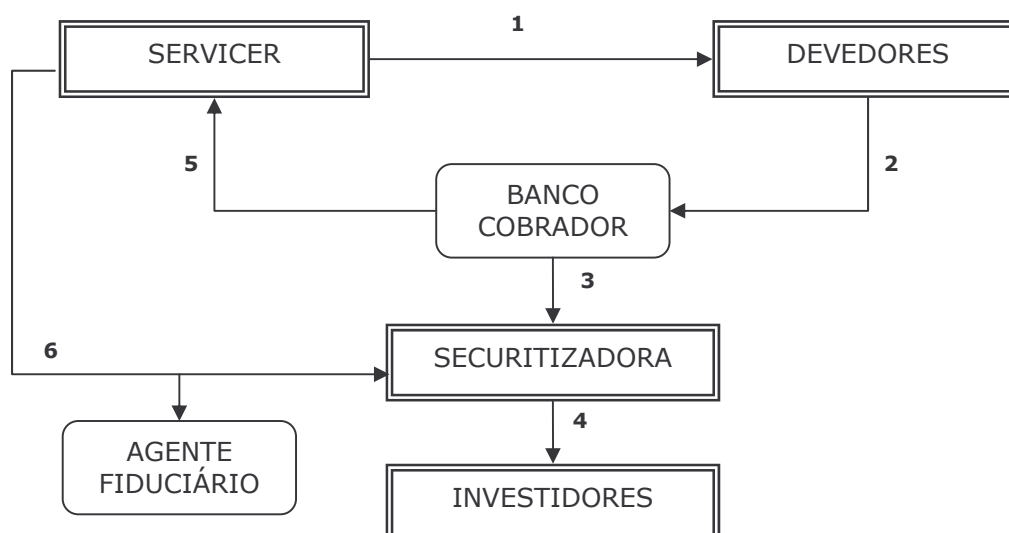 1
SERVICER
DEVEDORES
5
2
BANCO
COBRADOR
3
6
SECURITIZADORA
4
AGENTE
FIDUCIÁRIO
INVESTIDORES